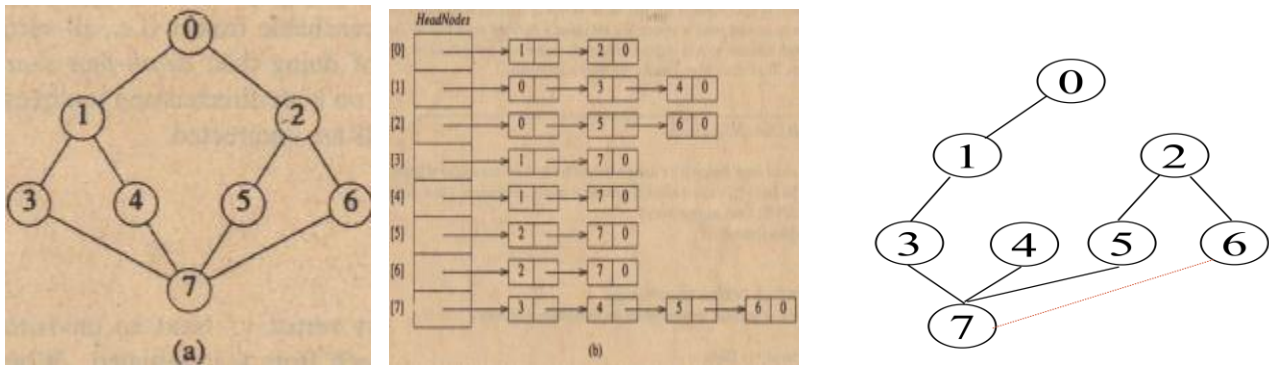 0
1 2
3 4 5 6
7
(a)
HeadNodes
[0] 1 2 0
[1] 0 3 4 0
[2] 0 5 6 0
[3] 1 7 0
[4] 1 7 0
[5] 2 7 0
[6] 2 7 0
[7] 3 4 5 6 0
(b)
0
1 2
3 4 5 6
7